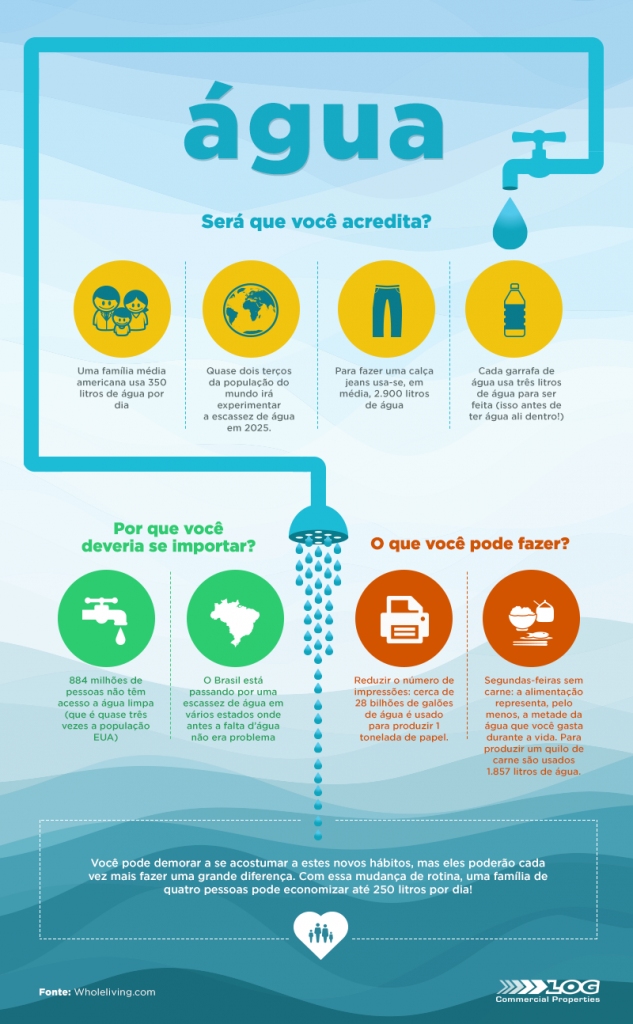 água
Será que você acredita?
Uma família média
americana usa 350
litros de água por
dia
Quase dois terços
da população do
mundo irá
experimentar
a escassez de água
em 2025.
Para fazer uma calça
jeans usa-se, em
média, 2.900 litros
de água
Cada garrafa de
água usa três litros
de água para ser
feita (isso antes de
ter água ali dentro!)
Por que você
deveria se importar?
884 milhões de
pessoas não têm
acesso a água limpa
(que é quase três
vezes a população
EUA)
O Brasil está
passando por uma
escassez de água em
vários estados onde
antes a falta d'água
não era problema
O que você pode fazer?
Reduzir o número de
impressões: cerca de
28 bilhões de galões
de água é usado
para produzir 1
tonelada de papel.
Segundas-feiras sem
carne: a alimentação
representa, pelo
menos, a metade da
água que você gasta
durante a vida. Para
produzir um quilo de
carne são usados
1.857 litros de água.
Você pode demorar a se acostumar a estes novos hábitos, mas eles poderão cada
vez mais fazer uma grande diferença. Com essa mudança de rotina, uma família de
quatro pessoas pode economizar até 250 litros por dia!
Fonte: Wholeliving.com
LOG
Commercial Properties